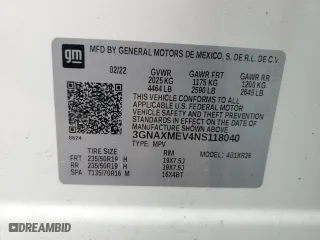 gm
MFD BY GENERAL MOTORS DE MEXICO, S. DE R.L. DE C.V.
02/22 GVWR GAWR FRT GAWR RR
2025 KG 1175 KG 1200 KG
4464 LB 2590 LB 2645 LB
THIS VEHICLE CONFORMS TO ALL APPLICABLE U.S. FEDERAL MOTOR VEHICLE SAFETY AND THEFT PREVENTION STANDARDS IN EFFECT ON THE DATE OF MANUFACTURE SHOWN ABOVE.
3GNAXMEV4NS118040
TYPE: MPV MODEL: 401XR26
TIRE SIZE RIM
FRT 235/50R19 H 19X7.5J
RR 235/50R19 H 19X7.5J
SPA T135/70R16 M 16X4BT
DEALERHISTORY.COM